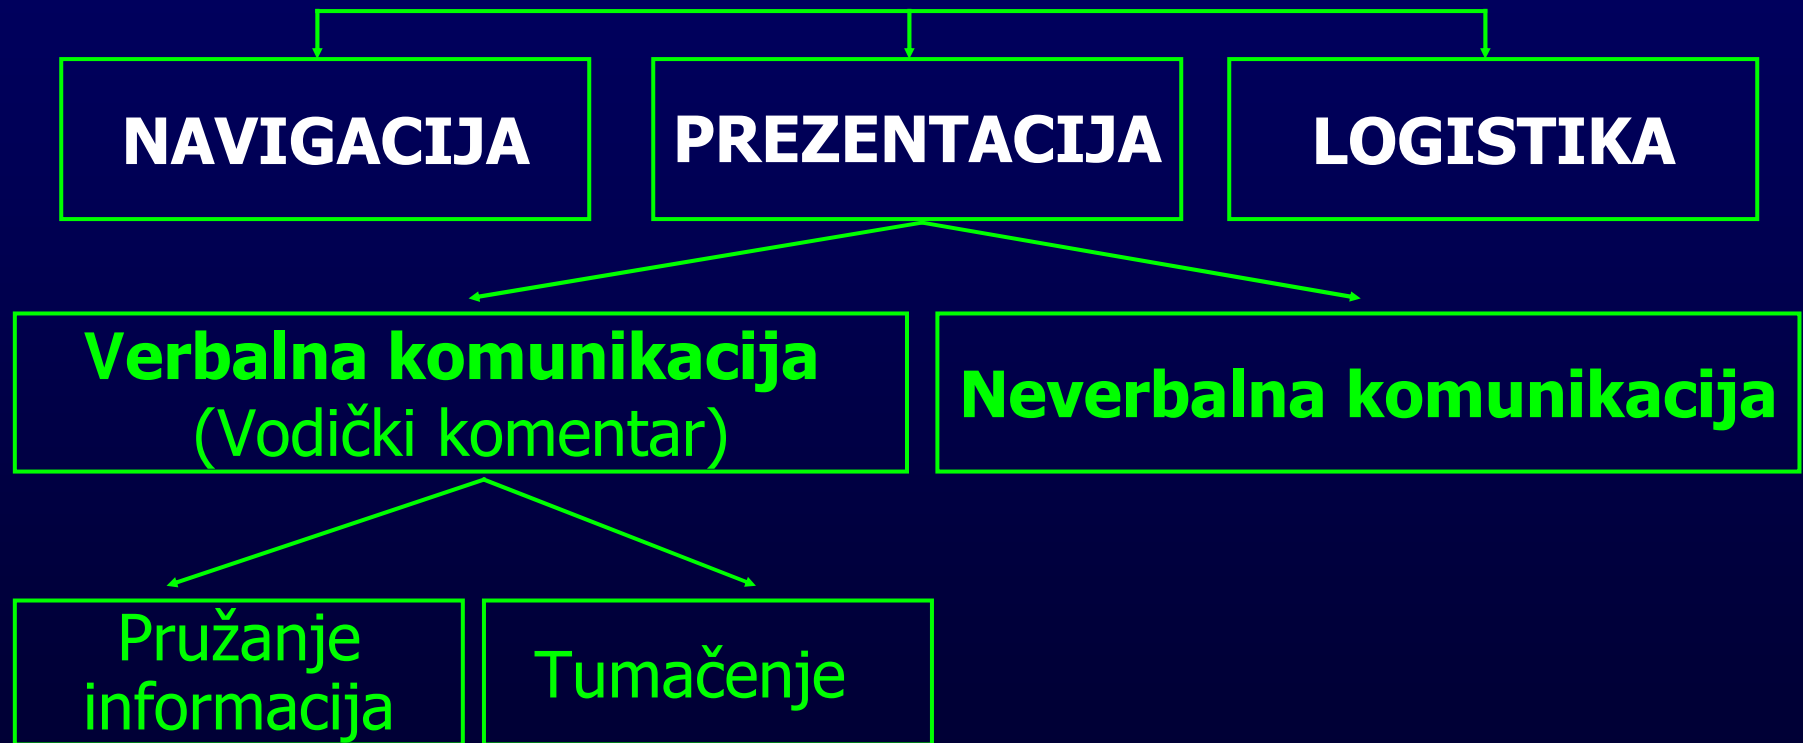 NAVIGACIJA
PREZENTACIJA
LOGISTIKA
Verbalna komunikacija
(Vodički komentar)
Neverbalna komunikacija
Pružanje
informacija
Tumačenje